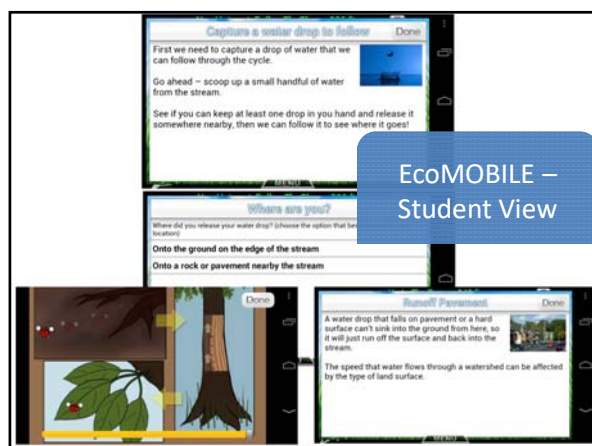 Capture a water drop to follow
Done
First we need to capture a drop of water that we
can follow through the cycle.
Go ahead – scoop up a small handful of water
from the stream.
See if you can keep at least one drop in you hand and release it
somewhere nearby, then we can follow it to see where it goes!
MENU
EcoMOBILE –
Student View
Where are you?
Where did you release your water drop? (choose the option that
location)
Onto the ground on the edge of the stream
Onto a rock or pavement nearby the stream
Done
Runoff Pavement
Done
A water drop that falls on pavement or a hard
surface can't sink into the ground from here, so
it will just run off the surface and back into the
stream.
The speed that water flows through a watershed can be affected
by the type of land surface.
MENU